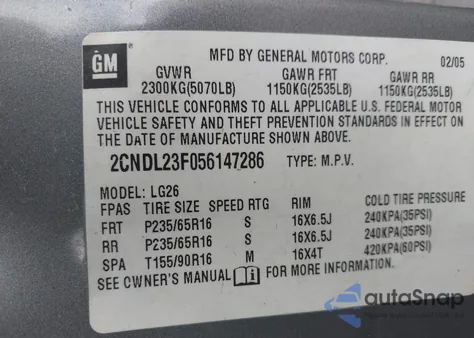 GM
MFD BY GENERAL MOTORS CORP. 02/05
GVWR GAWR FRT GAWR RR
2300KG(5070LB) 1150KG(2535LB) 1150KG(2535LB)
THIS VEHICLE CONFORMS TO ALL APPLICABLE U.S. FEDERAL MOTOR
VEHICLE SAFETY AND THEFT PREVENTION STANDARDS IN EFFECT ON
THE DATE OF MANUFACTURE SHOWN ABOVE.
2CNDL23F056147286 TYPE: M.P.V.
MODEL: LG26
FPAS TIRE SIZE SPEED RTG RIM COLD TIRE PRESSURE
FRT P235/65R16 S 16X6.5J 240KPA(35PSI)
RR P235/65R16 S 16X6.5J 240KPA(35PSI)
SPA T155/90R16 M 16X4T 420KPA(60PSI)
SEE OWNER'S MANUAL FOR MORE INFORMATION.
autoSnap